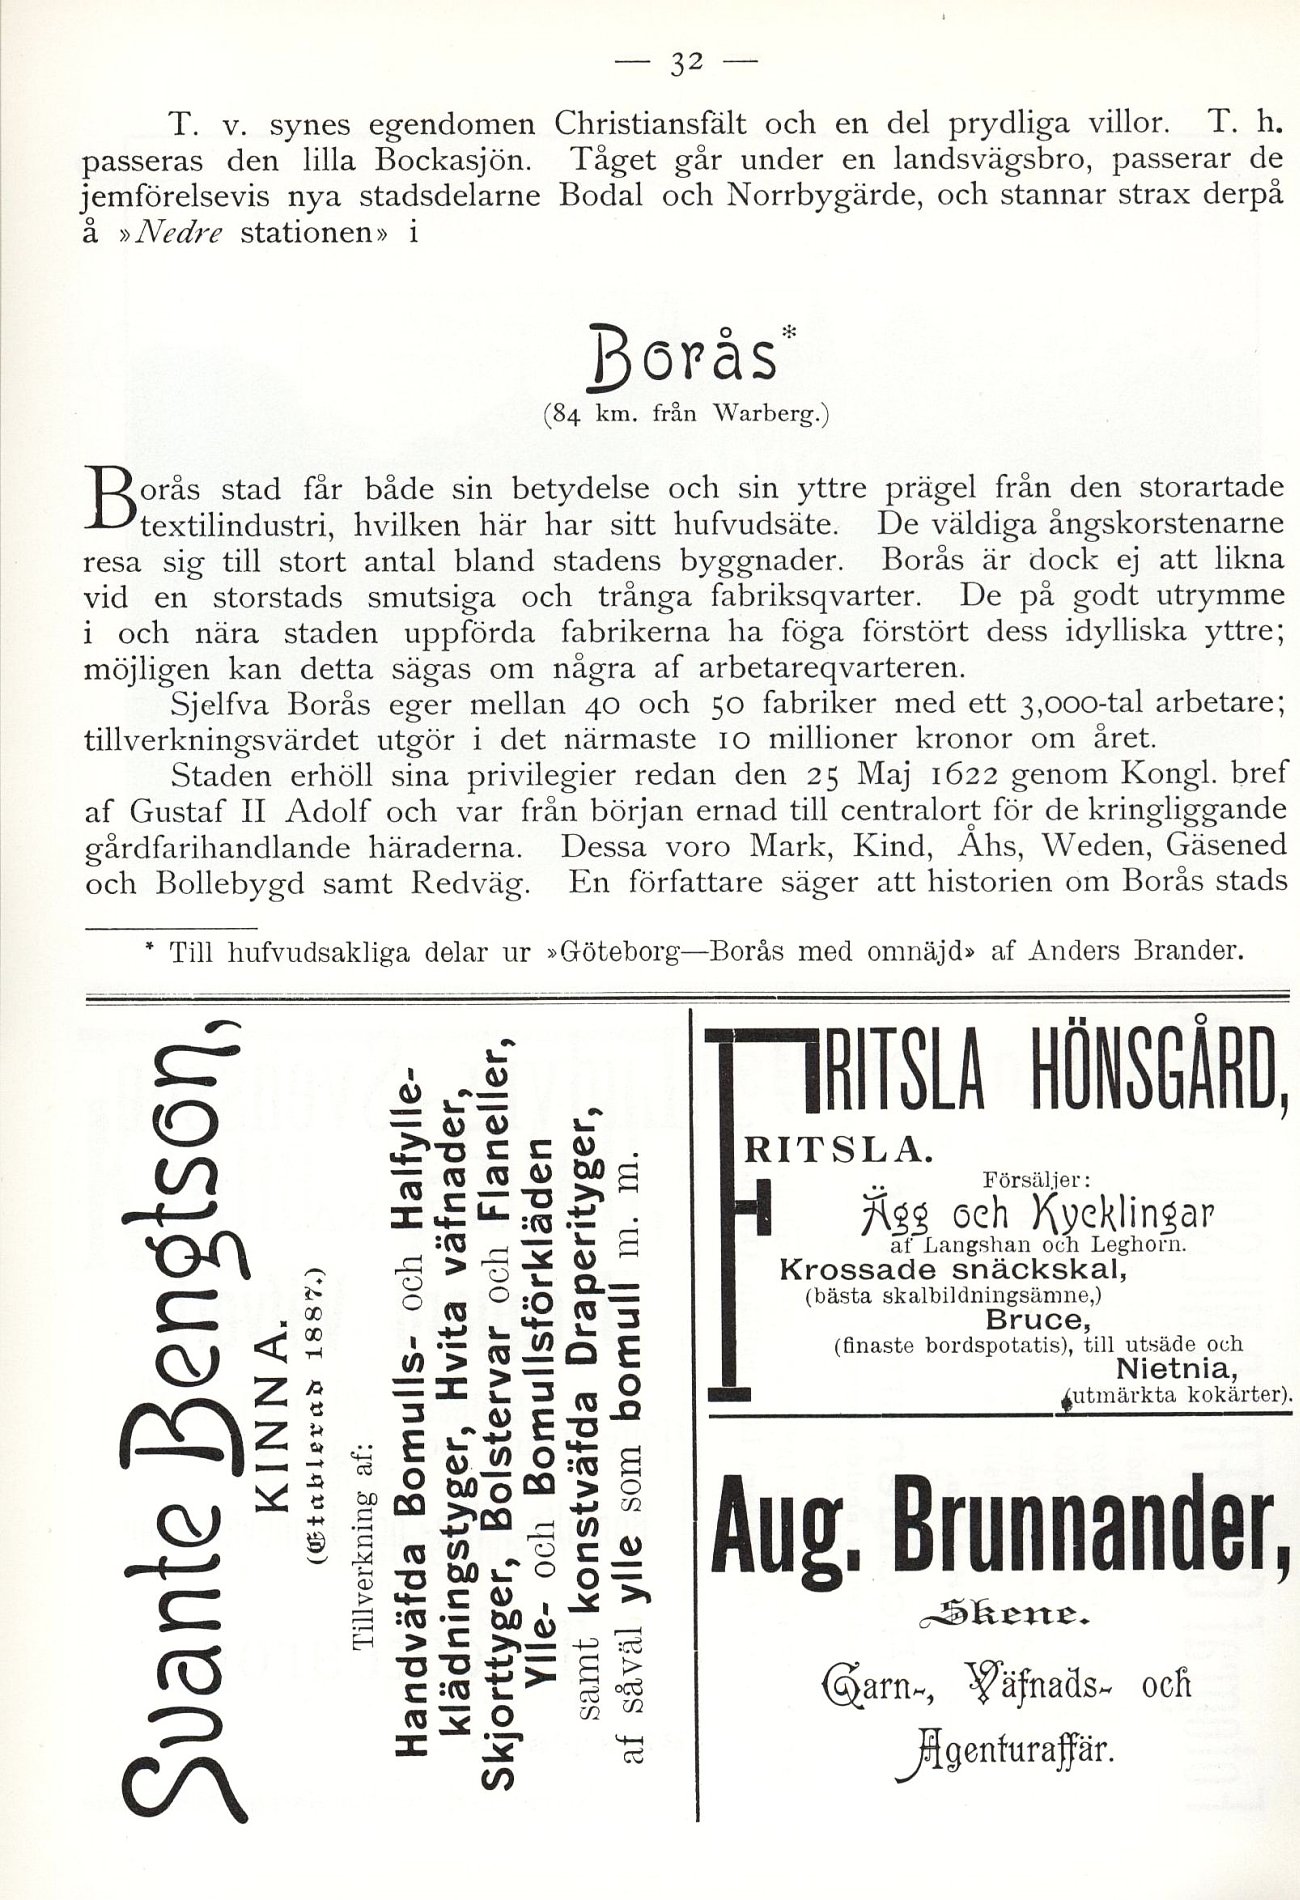 — 32 —
T. v. synes egendomen Christiansfält och en del prydliga villor. T. h.
passeras den lilla Bockasjön. Tåget går under en landsvägsbro, passerar de
jemförelsevis nya stadsdelarne Bodal och Norrbygärde, och stannar strax derpå
å »Nedre stationen» i
Borås*
(84 km. från Warberg.)
Borås stad får både sin betydelse och sin yttre prägel från den storartade
textilindustri, hvilken här har sitt hufvudsäte. De väldiga ångskorstenarne
resa sig till stort antal bland stadens byggnader. Borås är dock ej att likna
vid en storstads smutsiga och trånga fabriksqvarter. De på godt utrymme
i och nära staden uppförda fabrikerna ha föga förstört dess idylliska yttre;
möjligen kan detta sägas om några af arbetareqvarteren.
Sjelfva Borås eger mellan 40 och 50 fabriker med ett 3,000-tal arbetare;
tillverkningsvärdet utgör i det närmaste 10 millioner kronor om året.
Staden erhöll sina privilegier redan den 25 Maj 1622 genom Kongl. bref
af Gustaf II Adolf och var från början ernad till centralort för de kringliggande
gårdfarihandlande häraderna. Dessa voro Mark, Kind, Åhs, Weden, Gäsened
och Bollebygd samt Redväg. En författare säger att historien om Borås stads
* Till hufvudsakliga delar ur »Göteborg—Borås med omnäjd» af Anders Brander.
Svante Bengtson,
KINNA.
(Etablerad 1887.)
Tillverkning af:
Handväfda Bomulls- och Halfylle-
klädningstyger, Hvita väfnader,
Skjorttyger, Bolstervar och Flaneller,
Ylle- och Bomullsförkläden
samt konstväfda Draperityger,
af såväl ylle som bomull m. m.
FRITSLA HÖNSGÅRD,
RITSLA.
Försäljer:
Ägg och Kycklingar
af Langshan och Leghorn.
Krossade snäckskal,
(bästa skalbildningsämne,)
Bruce,
(finaste bordspotatis), till utsäde och
Nietnia,
(utmärkta kokärter).
Aug. Brunnander,
Skene.
Garn-, Väfnads- och
Agenturaffär.